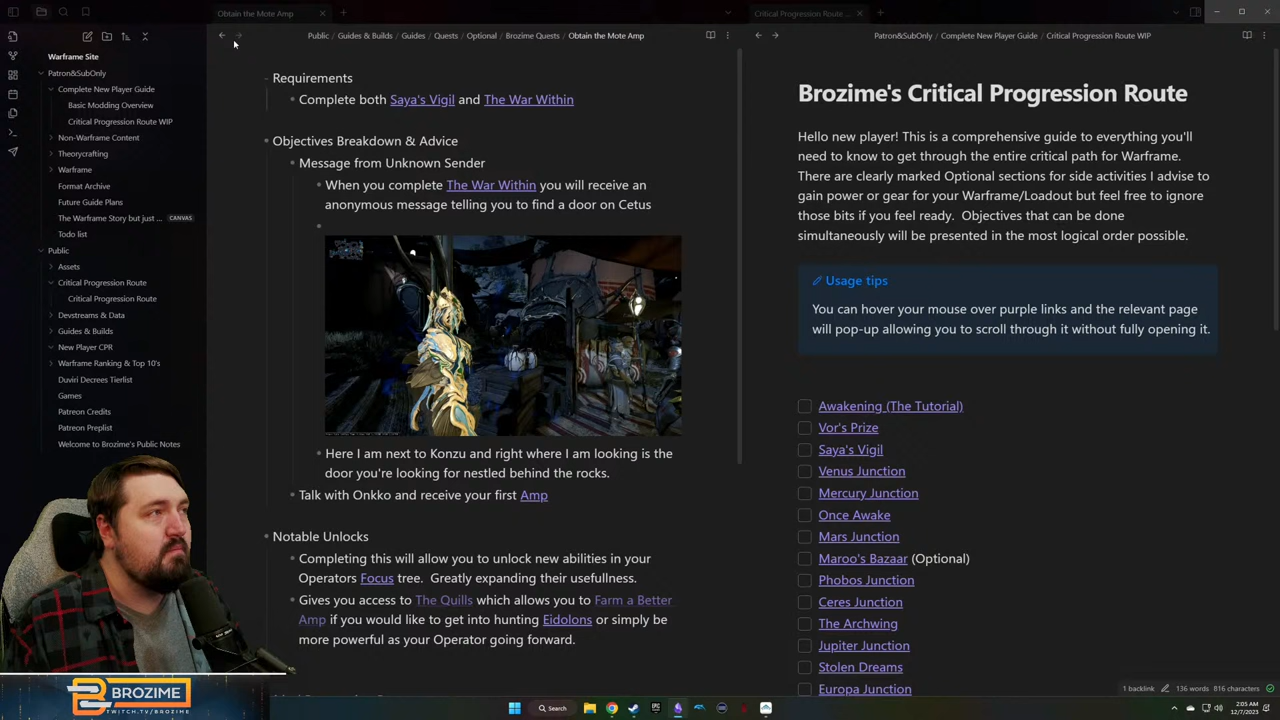 Obtain the Mote Amp
Critical Progression Route ...
Public / Guides & Builds / Guides / Quests / Optional / Brozime Quests / Obtain the Mote Amp
Patron&SubOnly / Complete New Player Guide / Critical Progression Route WIP
Warframe Site
Patron&SubOnly
Complete New Player Guide
Basic Modding Overview
Critical Progression Route WIP
Non-Warframe Content
Theorycrafting
Warframe
Format Archive
Future Guide Plans
The Warframe Story but just ... CANVAS
Todo list
Public
Assets
Critical Progression Route
Critical Progression Route
Devstreams & Data
Guides & Builds
New Player CPR
Warframe Ranking & Top 10's
Duviri Decrees Tierlist
Games
Patreon Credits
Patreon Preplist
Welcome to Brozime's Public Notes
Requirements
Complete both Saya's Vigil and The War Within
Objectives Breakdown & Advice
Message from Unknown Sender
When you complete The War Within you will receive an
anonymous message telling you to find a door on Cetus
Here I am next to Konzu and right where I am looking is the
door you're looking for nestled behind the rocks.
Talk with Onkko and receive your first Amp
Notable Unlocks
Completing this will allow you to unlock new abilities in your
Operators Focus tree. Greatly expanding their usefullness.
Gives you access to The Quills which allows you to Farm a Better
Amp if you would like to get into hunting Eidolons or simply be
more powerful as your Operator going forward.
Brozime's Critical Progression Route
Hello new player! This is a comprehensive guide to everything you'll
need to know to get through the entire critical path for Warframe.
There are clearly marked Optional sections for side activities I advise to
gain power or gear for your Warframe/Loadout but feel free to ignore
those bits if you feel ready. Objectives that can be done
simultaneously will be presented in the most logical order possible.
Usage tips
You can hover your mouse over purple links and the relevant page
will pop-up allowing you to scroll through it without fully opening it.
Awakening (The Tutorial)
Vor's Prize
Saya's Vigil
Venus Junction
Mercury Junction
Once Awake
Mars Junction
Maroo's Bazaar (Optional)
Phobos Junction
Ceres Junction
The Archwing
Jupiter Junction
Stolen Dreams
Europa Junction
1 backlink 136 words 816 characters
BROZIME
TWITCH.TV/BROZIME
Search
2:05 AM
12/7/2023